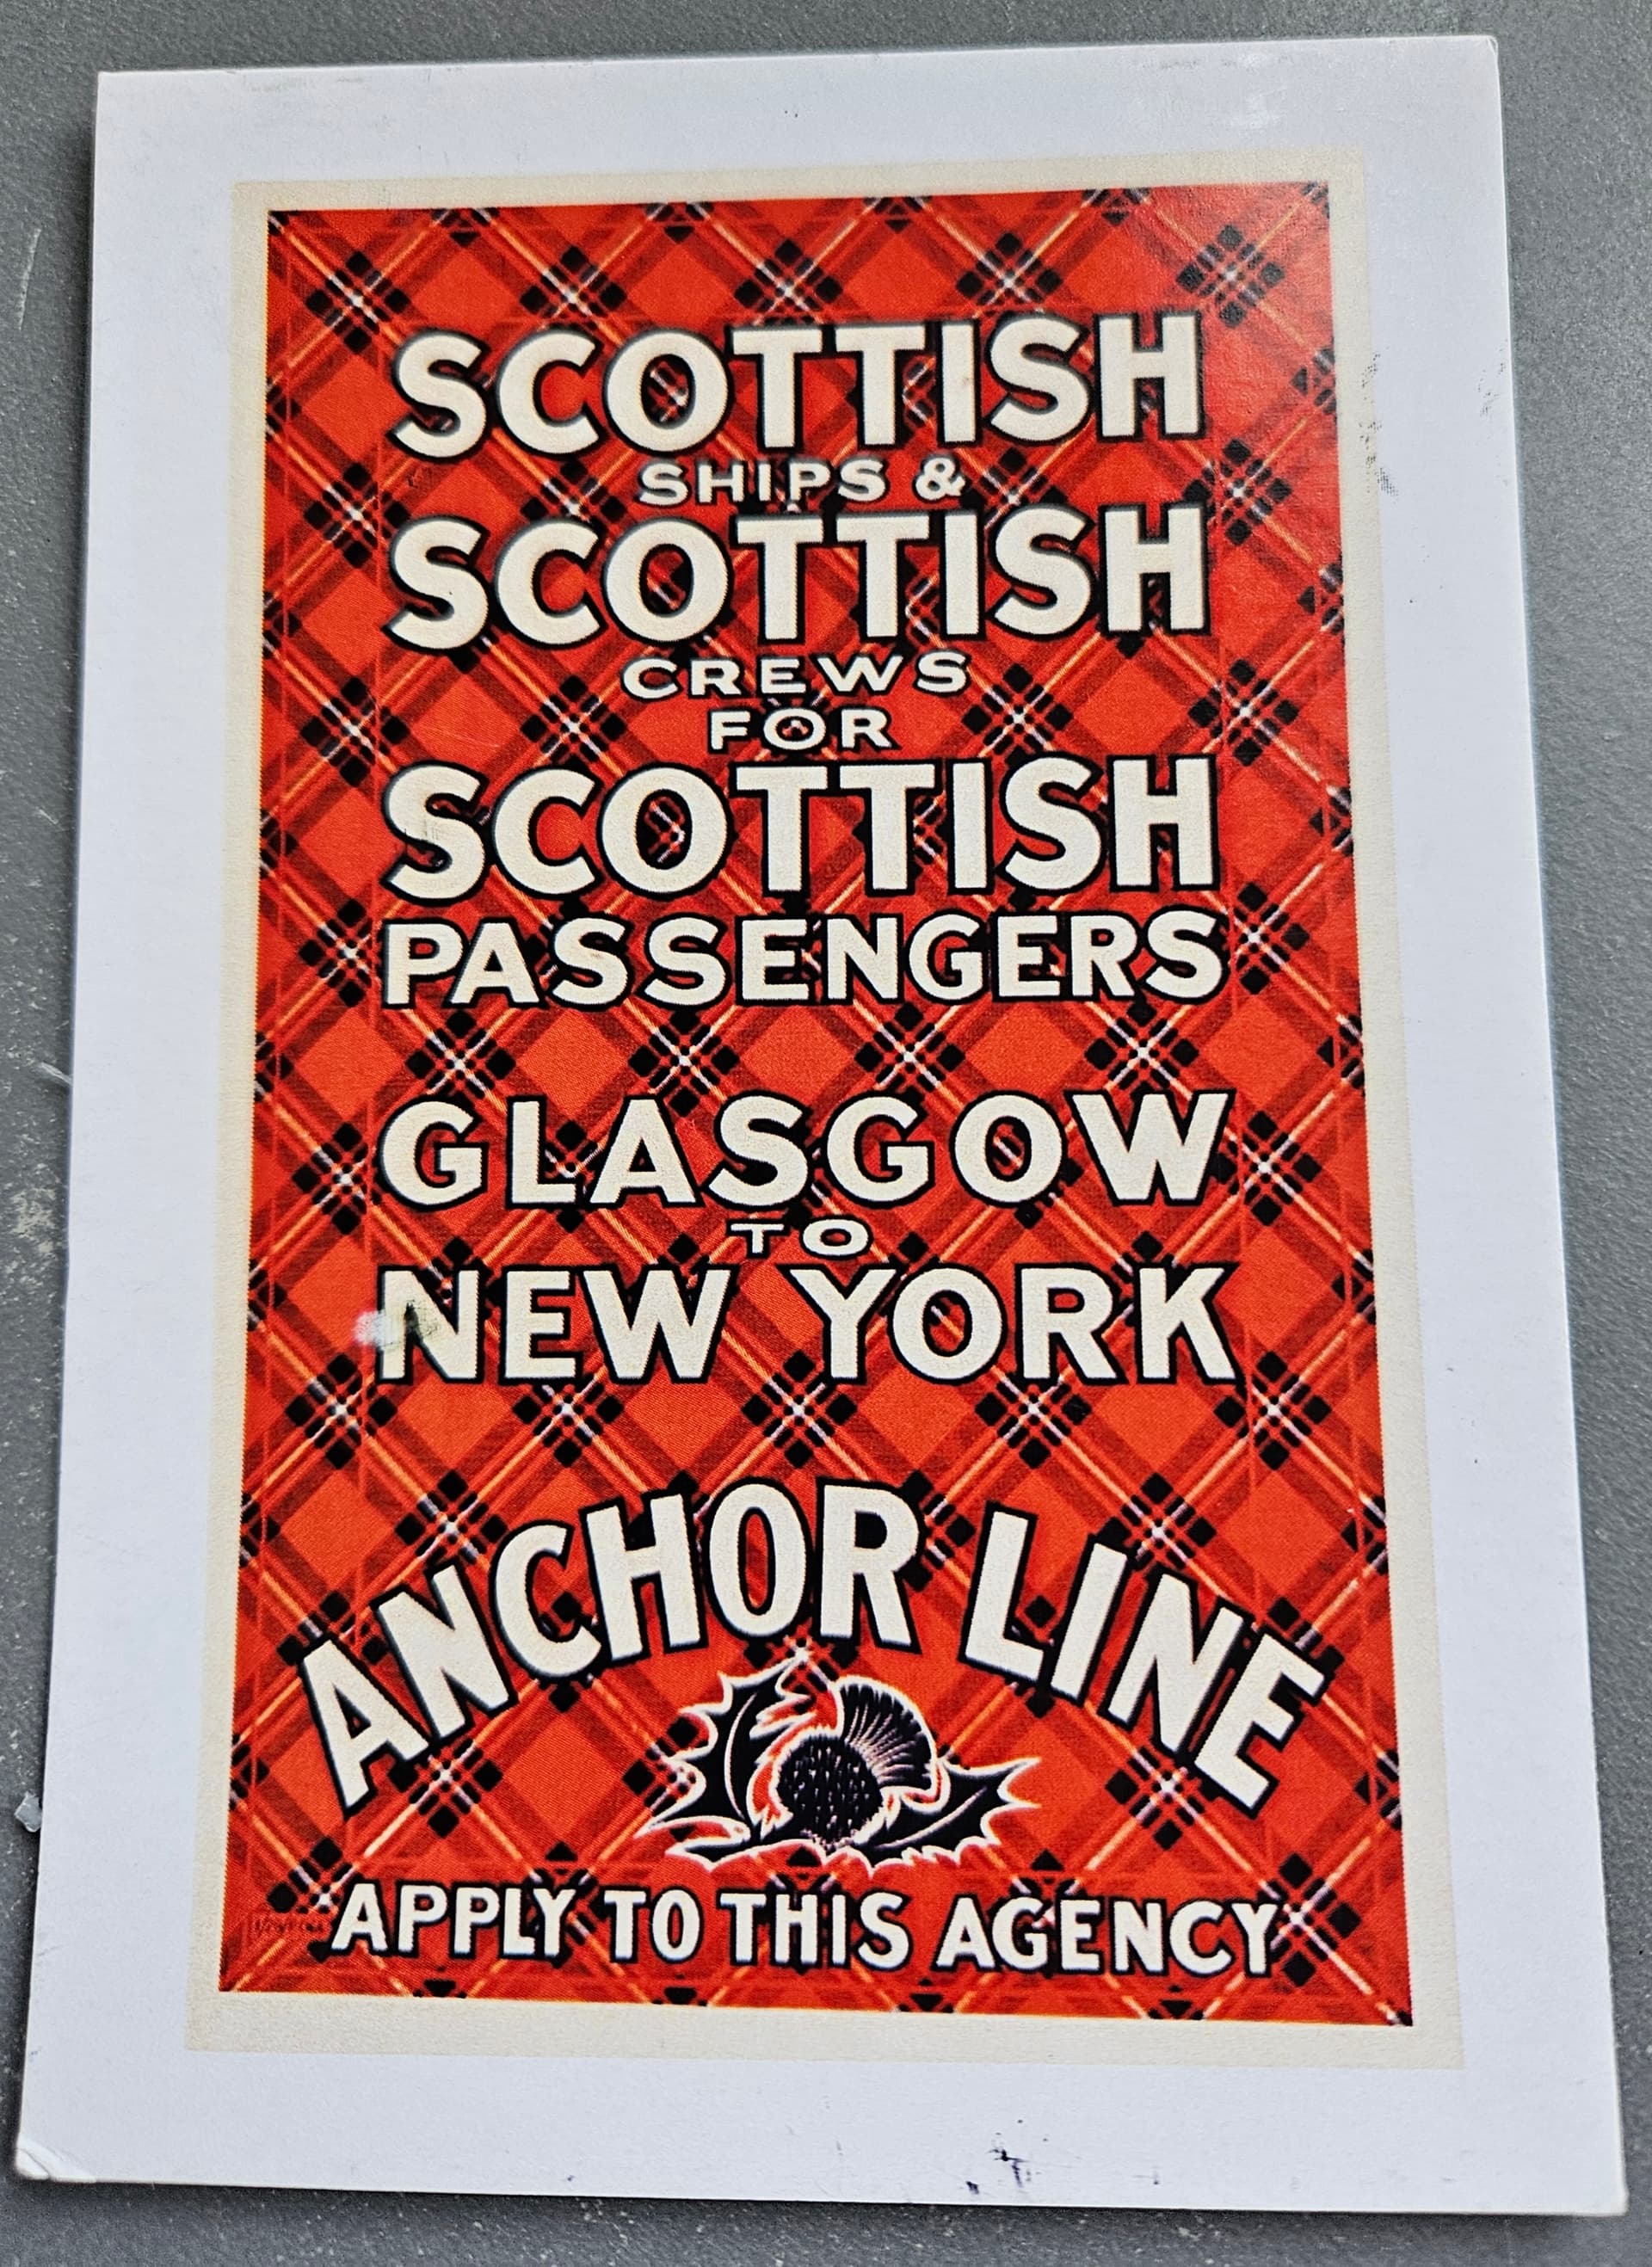 SCOTTISH
SHIPS &
SCOTTISH
CREWS
FOR
SCOTTISH
PASSENGERS
GLASGOW
TO
NEW YORK
ANCHOR LINE
APPLY TO THIS AGENCY